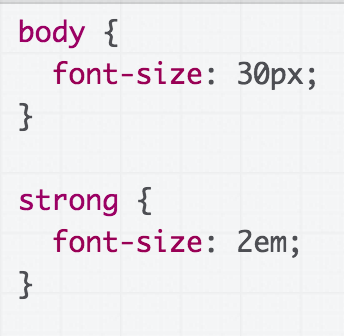 body {
  font-size: 30px;
}

strong {
  font-size: 2em;
}